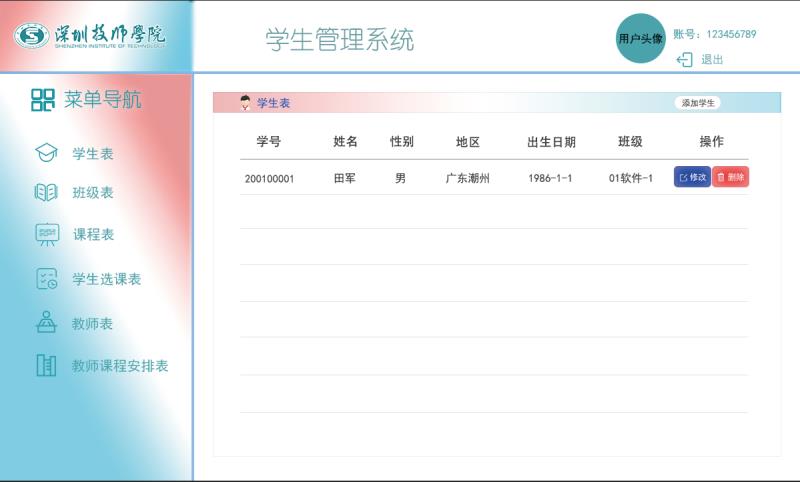 深圳技师學院
SHENZHEN INSTITUTE OF TECHNOLOGY
学生管理系统
用户头像
账号：123456789
退出
菜单导航
学生表
班级表
课程表
学生选课表
教师表
教师课程安排表
学生表
添加学生
学号 姓名 性别 地区 出生日期 班级 操作
200100001 田军 男 广东潮州 1986-1-1 01软件-1 修改 删除